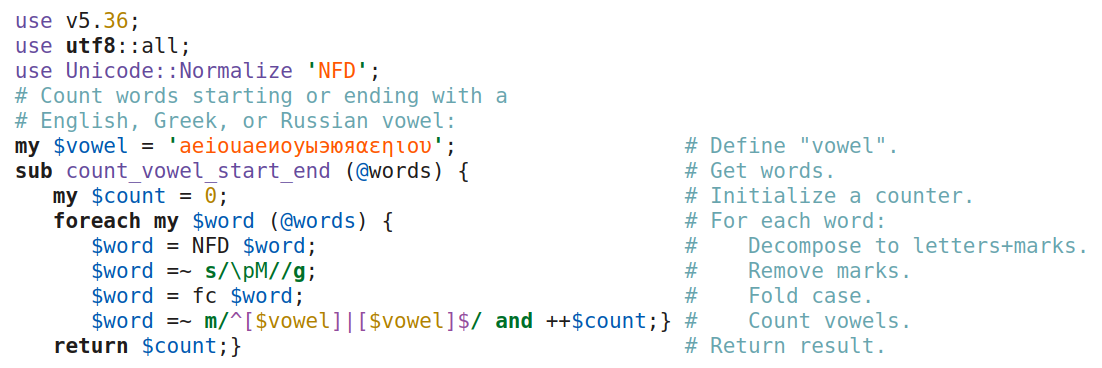 use v5.36;
use utf8::all;
use Unicode::Normalize 'NFD';
# Count words starting or ending with a
# English, Greek, or Russian vowel:
my $vowel = 'aeiouаеиоуыэюяαεηιου';                  # Define "vowel".
sub count_vowel_start_end (@words) {                 # Get words.
   my $count = 0;                                    # Initialize a counter.
   foreach my $word (@words) {                       # For each word:
      $word = NFD $word;                             #    Decompose to letters+marks.
      $word =~ s/\pM//g;                             #    Remove marks.
      $word = fc $word;                              #    Fold case.
      $word =~ m/^[$vowel]|[$vowel]$/ and ++$count;} #    Count vowels.
   return $count;}                                   # Return result.